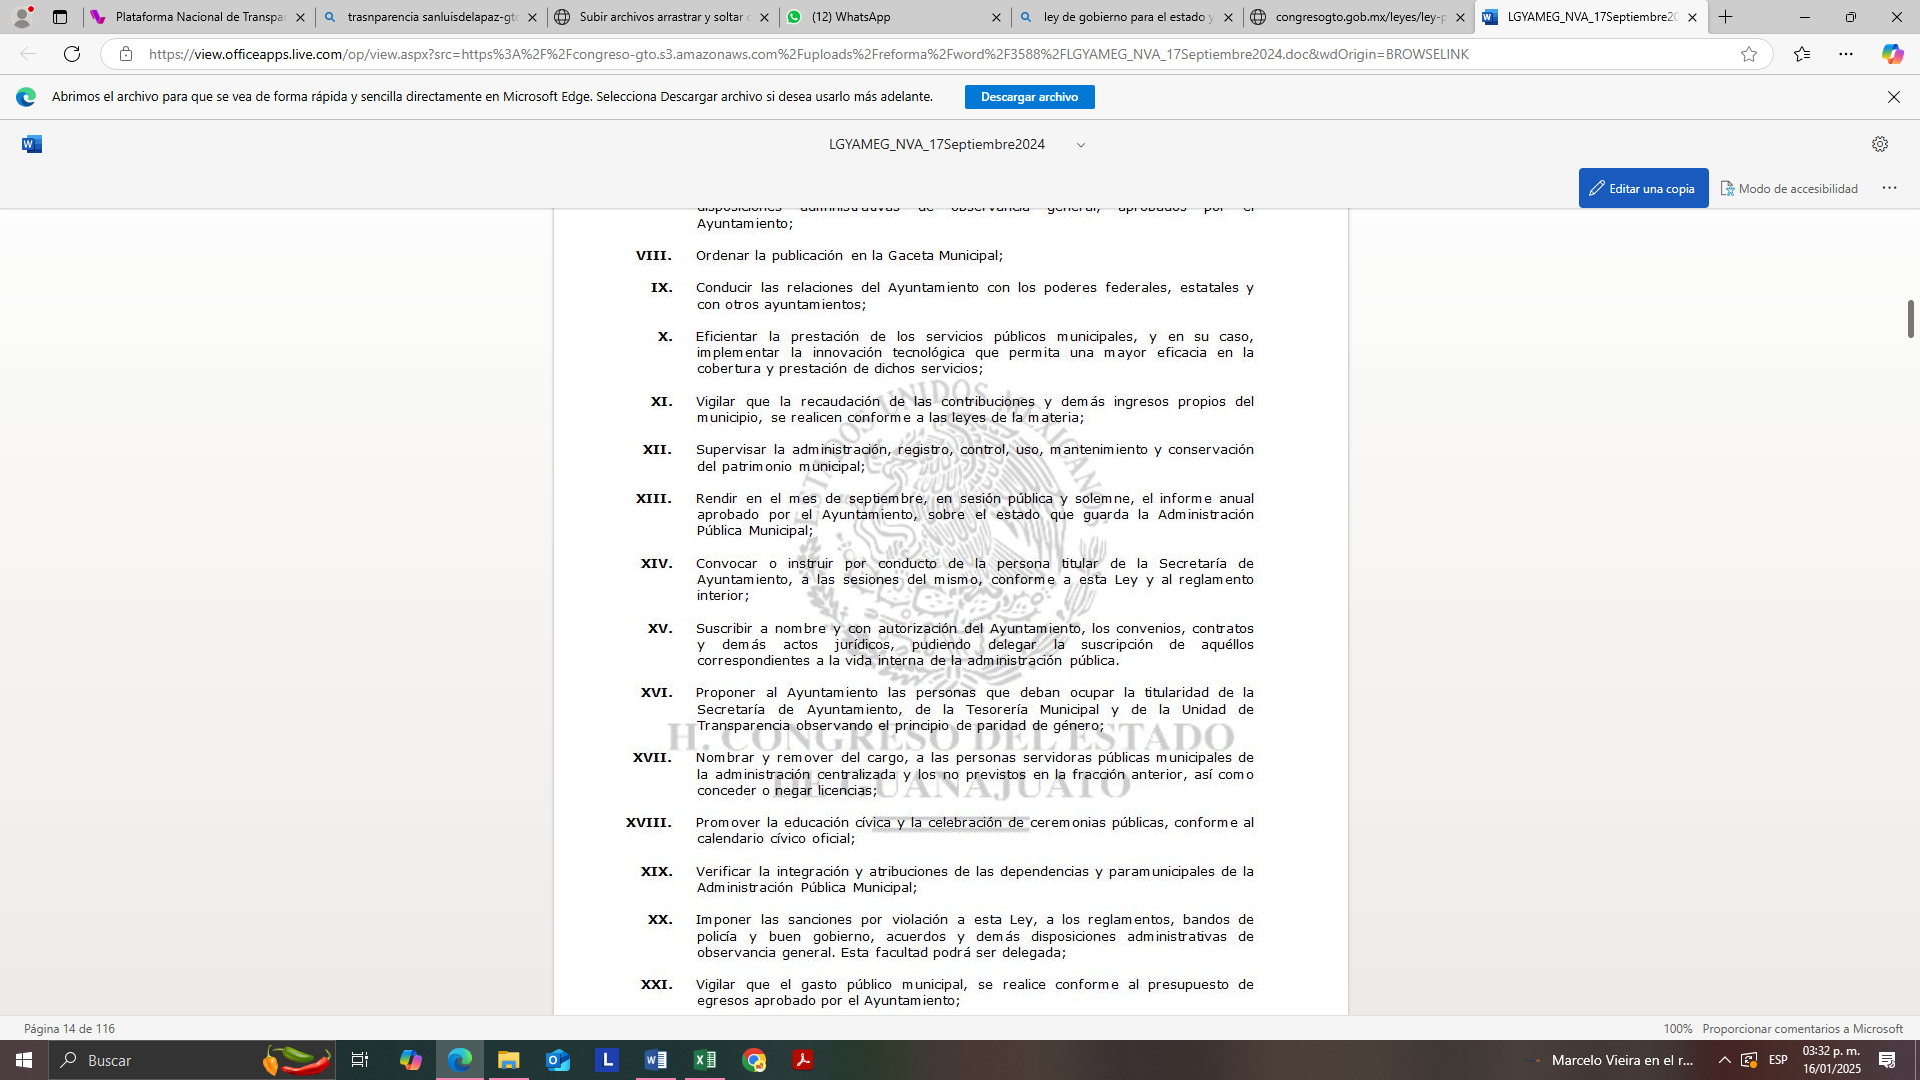 Plataforma Nacional de Transpar
trasnparencia sanluisdelapaz-gto
Subir archivos arrastrar y soltar
(12) WhatsApp
ley de gobierno para el estado y
congresogto.gob.mx/leyes/ley-p
LGYAMEG_NVA_17Septiembre20
https://view.officeapps.live.com/op/view.aspx?src=https%3A%2F%2Fcongreso-gto.s3.amazonaws.com%2Fuploads%2Freforma%2Fword%2F3588%2FLGYAMEG_NVA_17Septiembre2024.doc&wdOrigin=BROWSELINK
Abrimos el archivo para que se vea de forma rápida y sencilla directamente en Microsoft Edge. Selecciona Descargar archivo si desea usarlo más adelante.
Descargar archivo
LGYAMEG_NVA_17Septiembre2024
Editar una copia
Modo de accesibilidad
disposiciones administrativas de observancia general, aprobados por el
Ayuntamiento;
VIII. Ordenar la publicación en la Gaceta Municipal;
IX. Conducir las relaciones del Ayuntamiento con los poderes federales, estatales y
con otros ayuntamientos;
X. Eficientar la prestación de los servicios públicos municipales, y en su caso,
implementar la innovación tecnológica que permita una mayor eficacia en la
cobertura y prestación de dichos servicios;
XI. Vigilar que la recaudación de las contribuciones y demás ingresos propios del
municipio, se realicen conforme a las leyes de la materia;
XII. Supervisar la administración, registro, control, uso, mantenimiento y conservación
del patrimonio municipal;
XIII. Rendir en el mes de septiembre, en sesión pública y solemne, el informe anual
aprobado por el Ayuntamiento, sobre el estado que guarda la Administración
Pública Municipal;
XIV. Convocar o instruir por conducto de la persona titular de la Secretaría de
Ayuntamiento, a las sesiones del mismo, conforme a esta Ley y al reglamento
interior;
XV. Suscribir a nombre y con autorización del Ayuntamiento, los convenios, contratos
y demás actos jurídicos, pudiendo delegar la suscripción de aquéllos
correspondientes a la vida interna de la administración pública.
XVI. Proponer al Ayuntamiento las personas que deban ocupar la titularidad de la
Secretaría de Ayuntamiento, de la Tesorería Municipal y de la Unidad de
Transparencia observando el principio de paridad de género;
XVII. Nombrar y remover del cargo, a las personas servidoras públicas municipales de
la administración centralizada y los no previstos en la fracción anterior, así como
conceder o negar licencias;
XVIII. Promover la educación cívica y la celebración de ceremonias públicas, conforme al
calendario cívico oficial;
XIX. Verificar la integración y atribuciones de las dependencias y paramunicipales de la
Administración Pública Municipal;
XX. Imponer las sanciones por violación a esta Ley, a los reglamentos, bandos de
policía y buen gobierno, acuerdos y demás disposiciones administrativas de
observancia general. Esta facultad podrá ser delegada;
XXI. Vigilar que el gasto público municipal, se realice conforme al presupuesto de
egresos aprobado por el Ayuntamiento;
ESTADOS UNIDOS MEXICANOS
H. CONGRESO DEL ESTADO
DE GUANAJUATO
Página 14 de 116
100% Proporcionar comentarios a Microsoft
Buscar
Marcelo Vieira en el r...
ESP
03:32 p. m.
16/01/2025